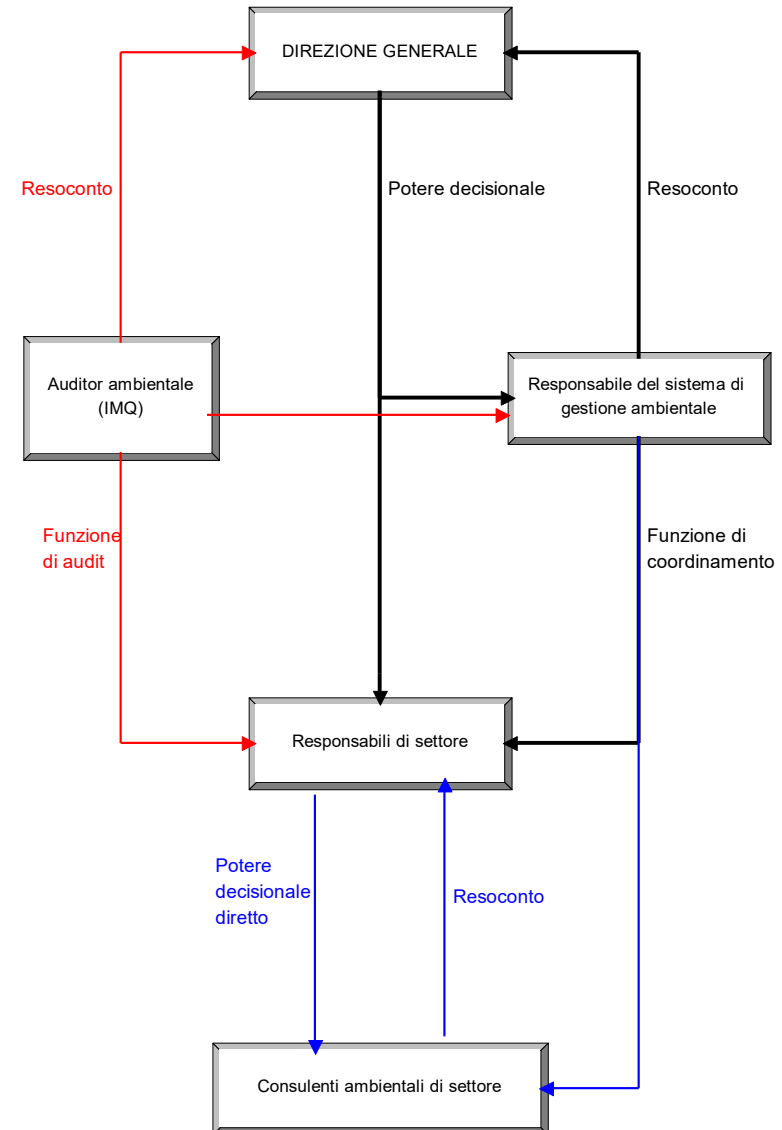 DIREZIONE GENERALE
Resoconto
Potere decisionale
Resoconto
Auditor ambientale
(IMQ)
Responsabile del sistema di
gestione ambientale
Funzione
di audit
Funzione di
coordinamento
Responsabili di settore
Potere
decisionale
diretto
Resoconto
Consulenti ambientali di settore